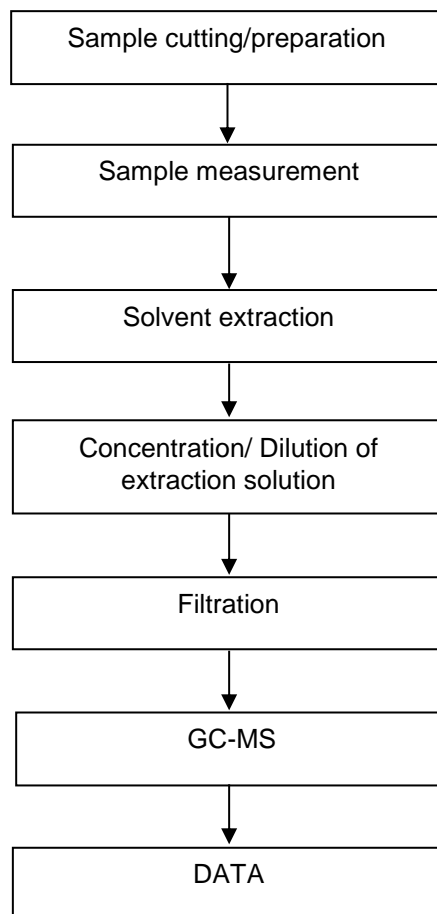 Sample cutting/preparation
Sample measurement
Solvent extraction
Concentration/ Dilution of
extraction solution
Filtration
GC-MS
DATA